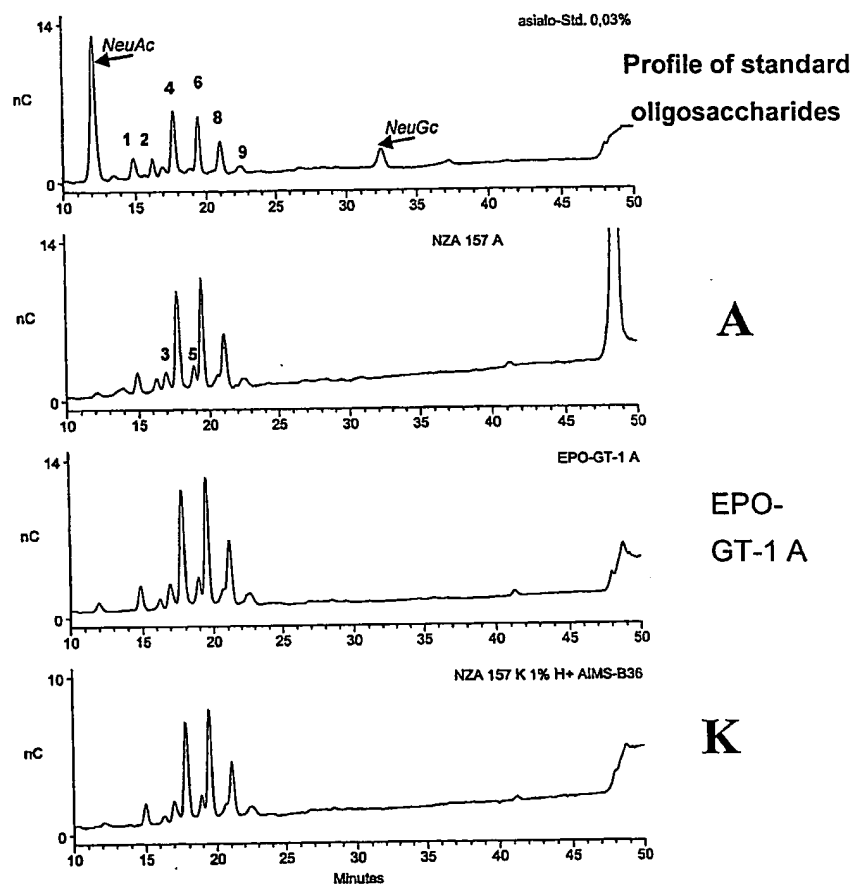 asialo-Std. 0,03%
14
NeuAc
nC
1 2 4 6 8 9
NeuGc
0
10 15 20 25 30 35 40 45 50
Profile of standard
oligosaccharides
NZA 157 A
14
nC
3 5
0
10 15 20 25 30 35 40 45 50
A
EPO-GT-1 A
14
nC
0
10 15 20 25 30 35 40 45 50
EPO-
GT-1 A
NZA 157 K 1% H+ AIMS-B36
10
nC
0
10 15 20 25 30 35 40 45 50
Minutes
K